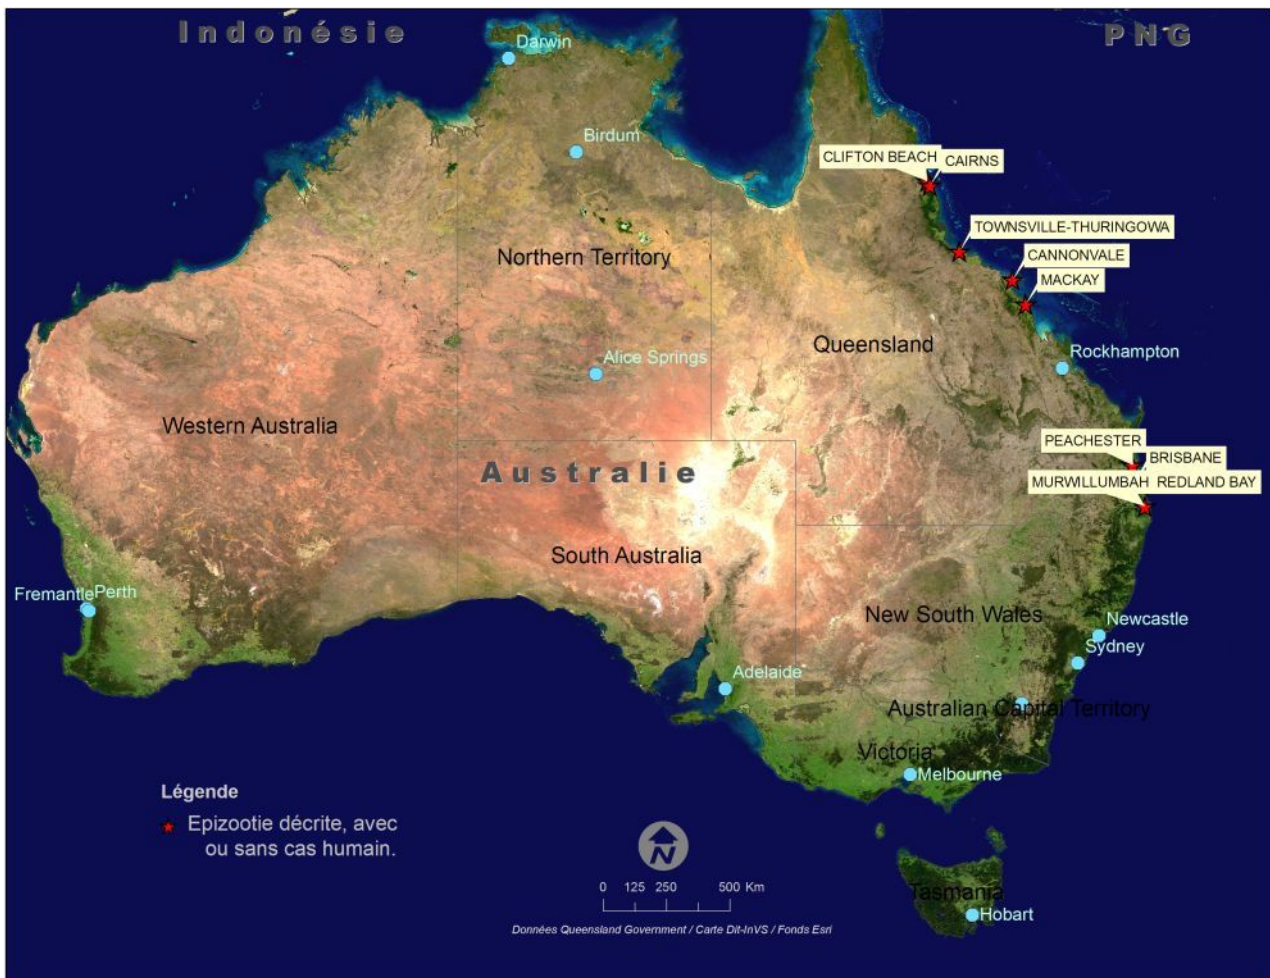 Indonésie
PNG
Darwin
Birdum
CLIFTON BEACH
CAIRNS
TOWNSVILLE-THURINGOWA
Northern Territory
CANNONVALE
MACKAY
Queensland
Rockhampton
Alice Springs
Western Australia
PEACHESTER
BRISBANE
Australie
MURWILLUMBAH
REDLAND BAY
South Australia
Fremantle
Perth
New South Wales
Newcastle
Sydney
Adelaide
Australian Capital Territory
Victoria
Melbourne
Légende
Epizootie décrite, avec
ou sans cas humain.
N
0 125 250 500 Km
Tasmania
Hobart
Données Queensland Government / Carte Dit-InVS / Fonds Esri